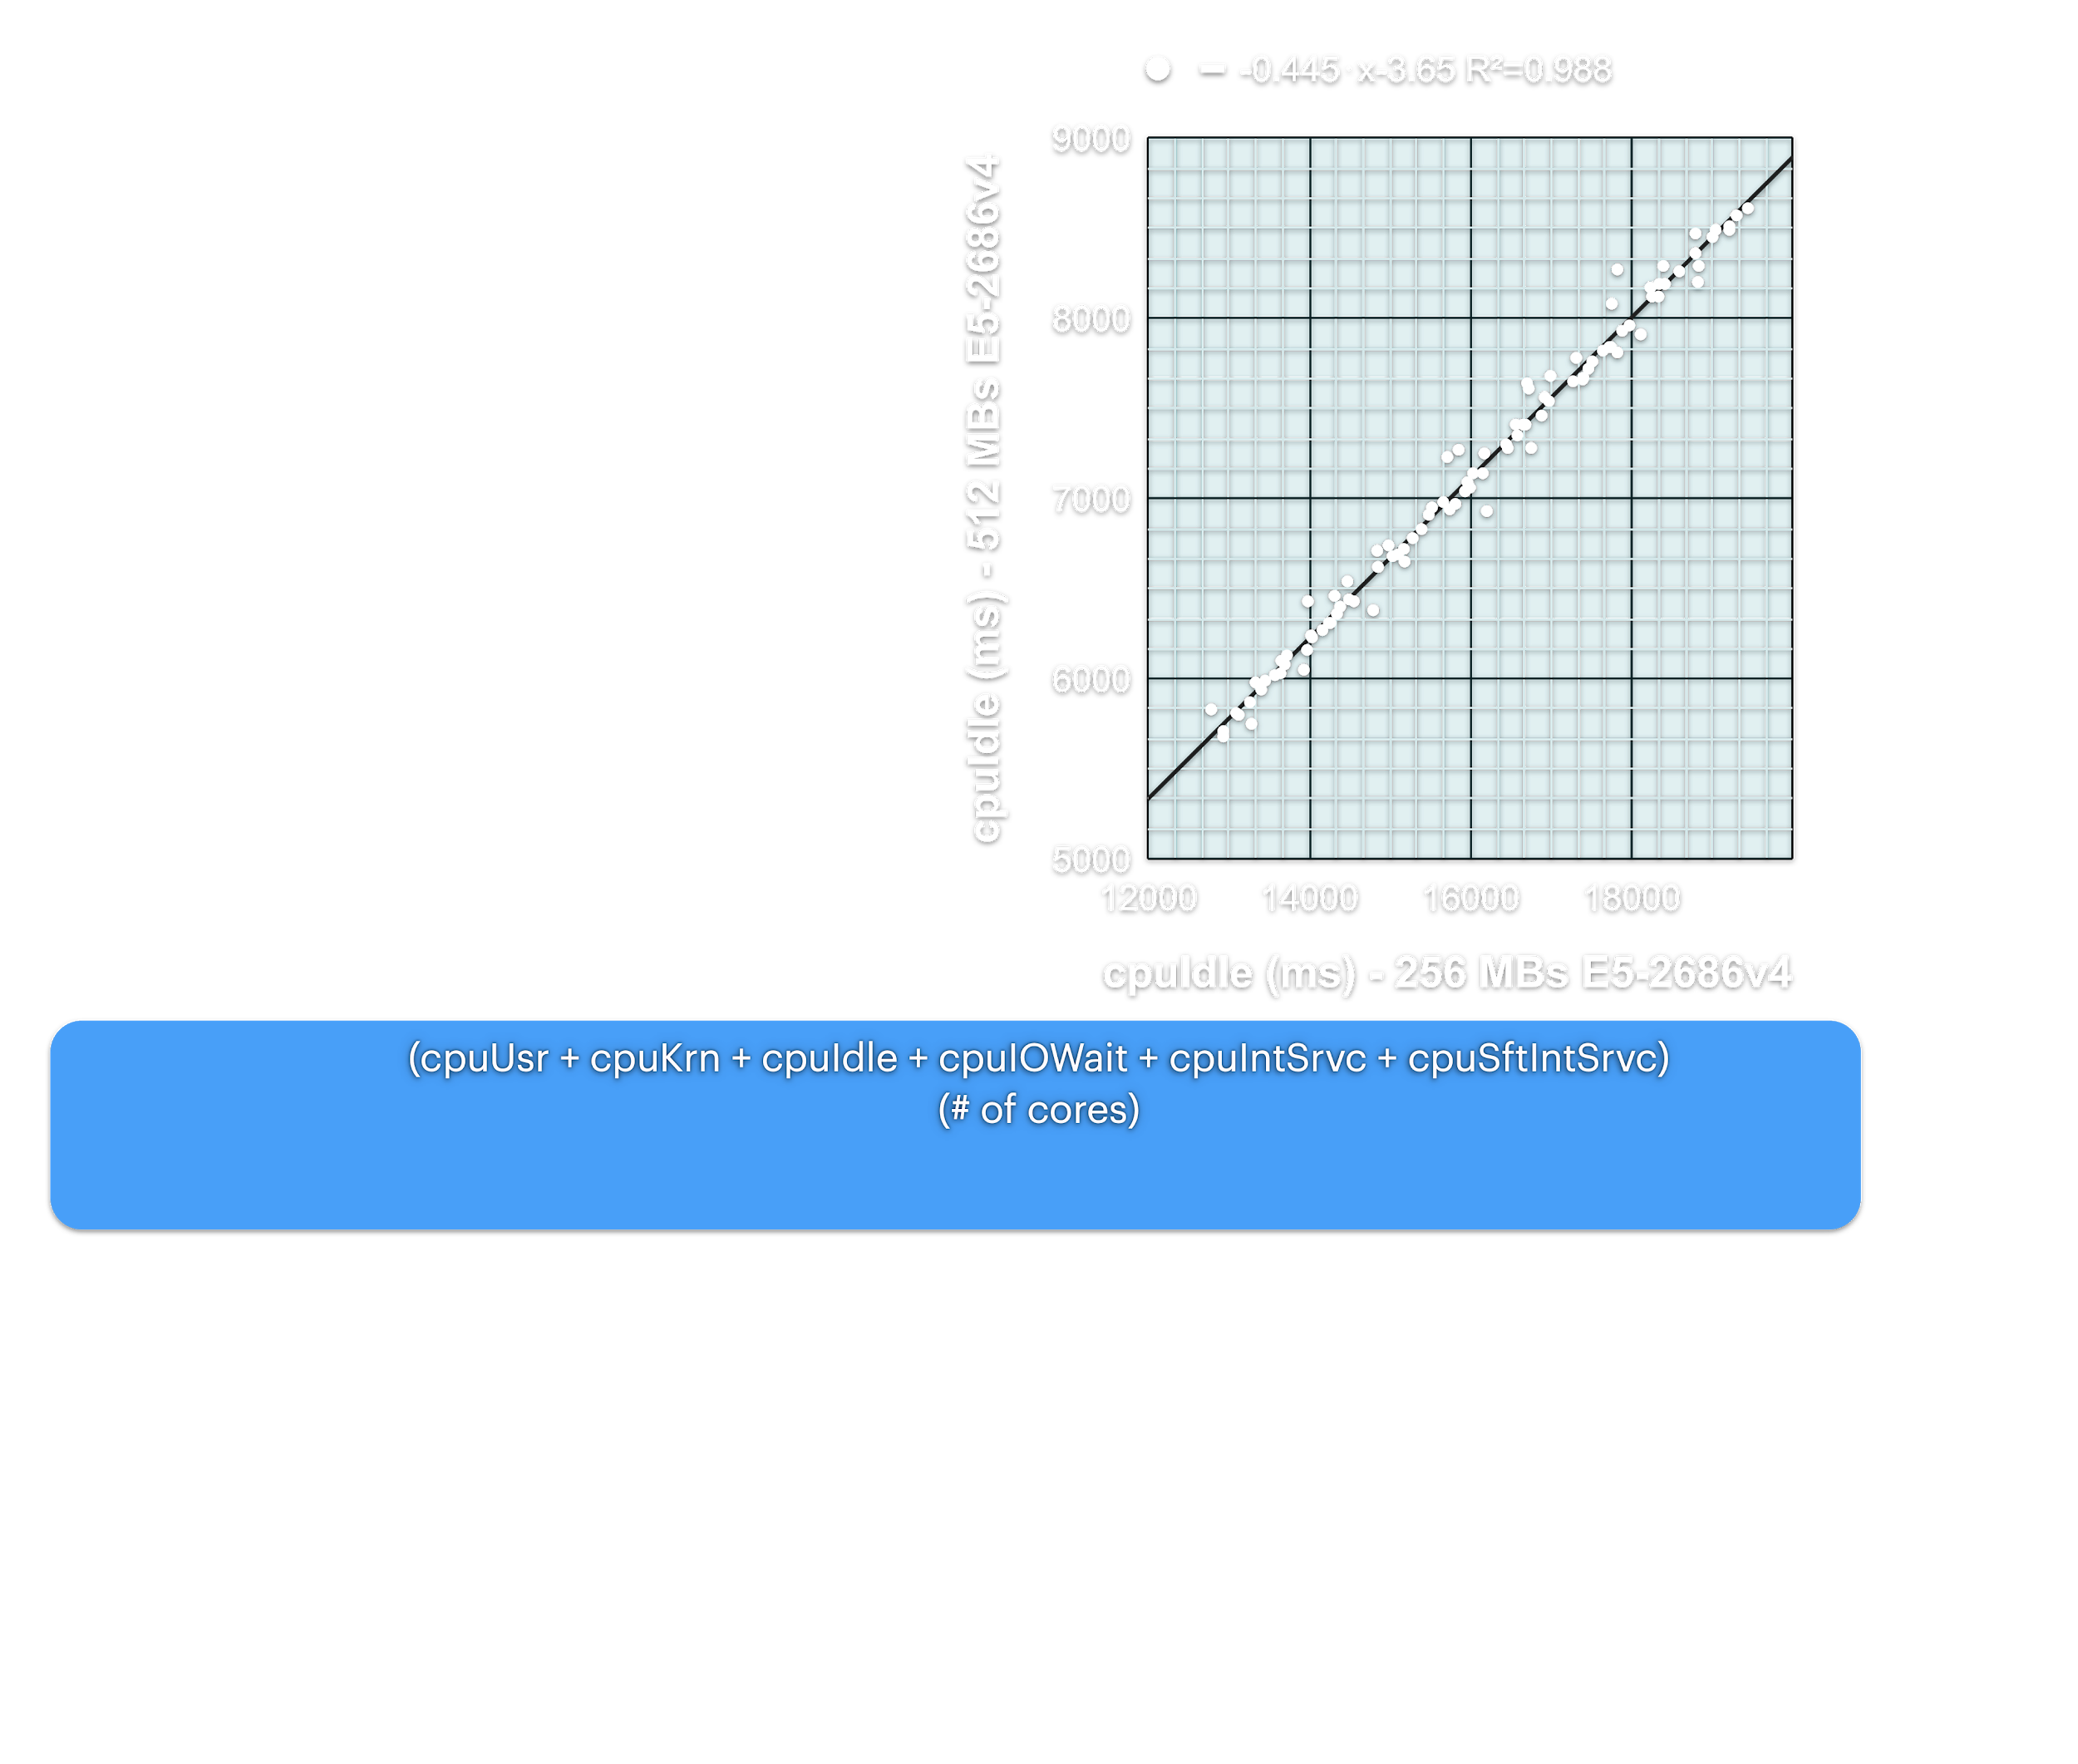 -0.445·x-3.65 R²=0.988
9000
8000
7000
6000
5000
cpuIdle (ms) - 512 MBs E5-2686v4
12000 14000 16000 18000
cpuIdle (ms) - 256 MBs E5-2686v4
(cpuUsr + cpuKrn + cpuIdle + cpuIOWait + cpuIntSrvc + cpuSftIntSrvc)
(# of cores)